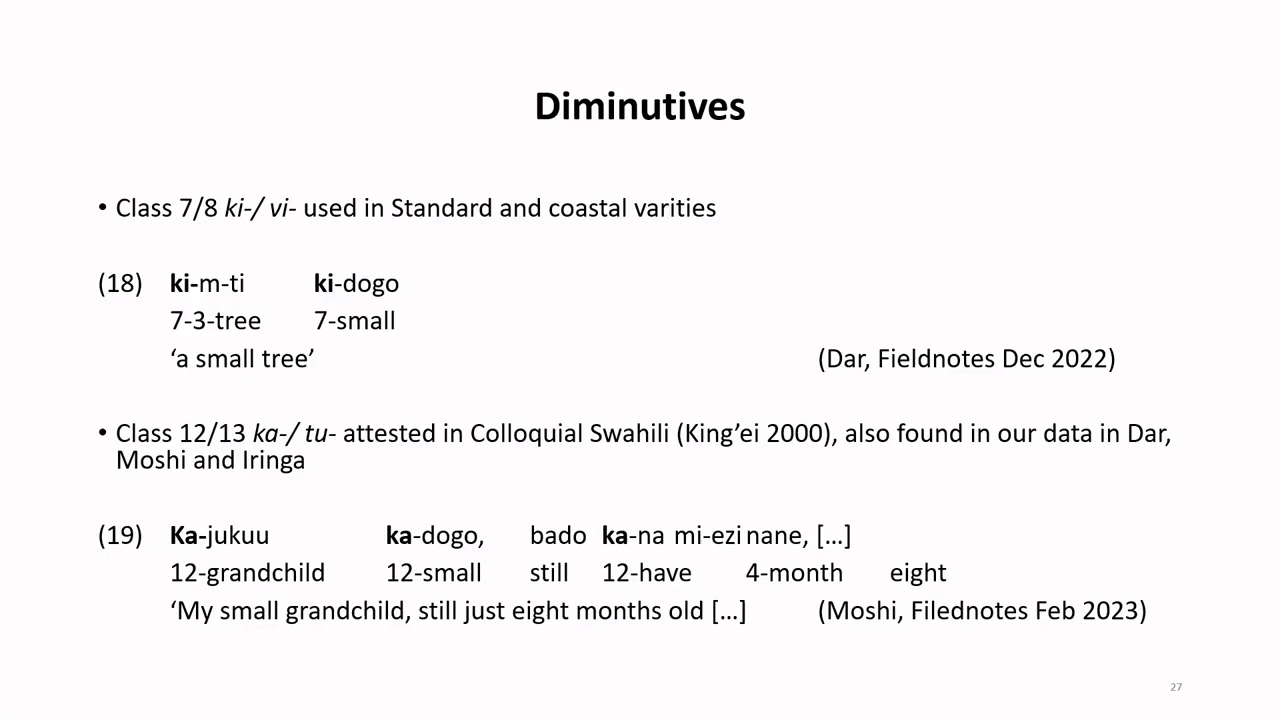 Diminutives
• Class 7/8 ki-/ vi- used in Standard and coastal varities
(18) ki-m-ti ki-dogo
7-3-tree 7-small
‘a small tree’ (Dar, Fieldnotes Dec 2022)
• Class 12/13 ka-/ tu- attested in Colloquial Swahili (King’ei 2000), also found in our data in Dar,
Moshi and Iringa
(19) Ka-jukuu ka-dogo, bado ka-na mi-ezi nane, […]
12-grandchild 12-small still 12-have 4-month eight
‘My small grandchild, still just eight months old […] (Moshi, Filednotes Feb 2023)
27